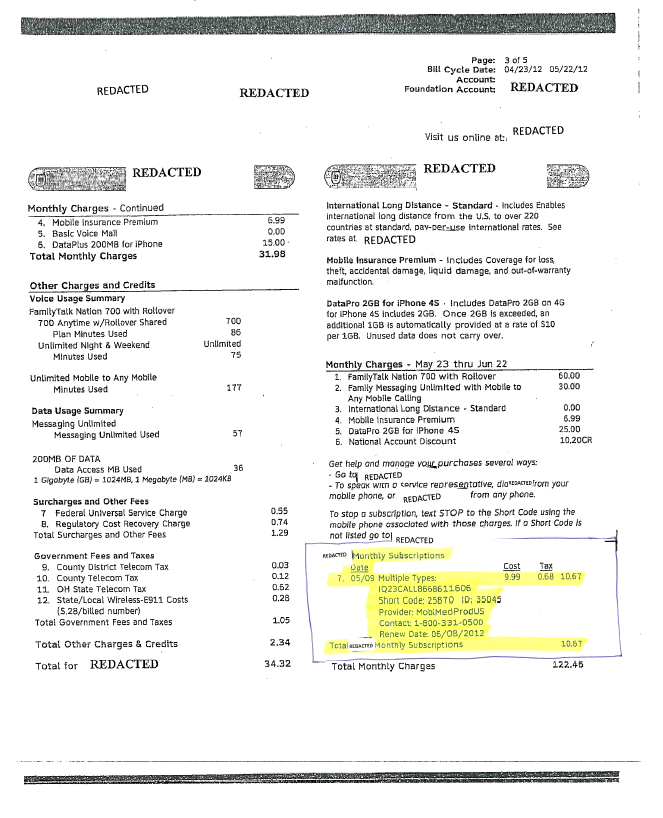 Page: 3 of 5
Bill Cycle Date: 04/23/12 05/22/12
Account:
Foundation Account: REDACTED
REDACTED
REDACTED
Visit us online at: REDACTED
REDACTED
Monthly Charges - Continued
4. Mobile Insurance Premium 6.99
5. Basic Voice Mail 0.00
6. DataPlus 200MB for iPhone 15.00
Total Monthly Charges 31.98
Other Charges and Credits
Voice Usage Summary
FamilyTalk Nation 700 with Rollover
700 Anytime w/Rollover Shared 700
Plan Minutes Used 86
Unlimited Night & Weekend Unlimited
Minutes Used 75
Unlimited Mobile to Any Mobile
Minutes Used 177
Data Usage Summary
Messaging Unlimited
Messaging Unlimited Used 57
200MB OF DATA
Data Access MB Used 36
1 Gigabyte (GB) = 1024MB, 1 Megabyte (MB) = 1024KB
Surcharges and Other Fees
7 Federal Universal Service Charge 0.55
8. Regulatory Cost Recovery Charge 0.74
Total Surcharges and Other Fees 1.29
Government Fees and Taxes
9. County District Telecom Tax 0.03
10. County Telecom Tax 0.12
11. OH State Telecom Tax 0.62
12. State/Local Wireless-E911 Costs 0.28
($.28/billed number)
Total Government Fees and Taxes 1.05
Total Other Charges & Credits 2.34
Total for REDACTED 34.32
REDACTED
International Long Distance - Standard - Includes Enables
international long distance from the U.S. to over 220
countries at standard, pay-per-use international rates. See
rates at REDACTED
Mobile Insurance Premium - Includes Coverage for loss,
theft, accidental damage, liquid damage, and out-of-warranty
malfunction.
DataPro 2GB for iPhone 4S - Includes DataPro 2GB on 4G
for iPhone 4S includes 2GB. Once 2GB is exceeded, an
additional 1GB is automatically provided at a rate of $10
per 1GB. Unused data does not carry over.
Monthly Charges - May 23 thru Jun 22
1. FamilyTalk Nation 700 with Rollover 60.00
2. Family Messaging Unlimited with Mobile to 30.00
Any Mobile Calling
3. International Long Distance - Standard 0.00
4. Mobile Insurance Premium 6.99
5. DataPro 2GB for iPhone 4S 25.00
6. National Account Discount 10.20CR
Get help and manage your purchases several ways:
- Go to REDACTED
- To speak with a service representative, dial REDACTED from your
mobile phone, or REDACTED from any phone.
To stop a subscription, text STOP to the Short Code using the
mobile phone associated with those charges. If a Short Code is
not listed go to REDACTED
REDACTED Monthly Subscriptions
Date Cost Tax
7. 05/09 Multiple Types: 9.99 0.68 10.67
IQ23CALL8668611606
Short Code: 25BTQ ID: 35045
Provider: MobiMedProdUS
Contact: 1-800-331-0500
Renew Date: 06/08/2012
Total REDACTED Monthly Subscriptions 10.67
Total Monthly Charges 122.46